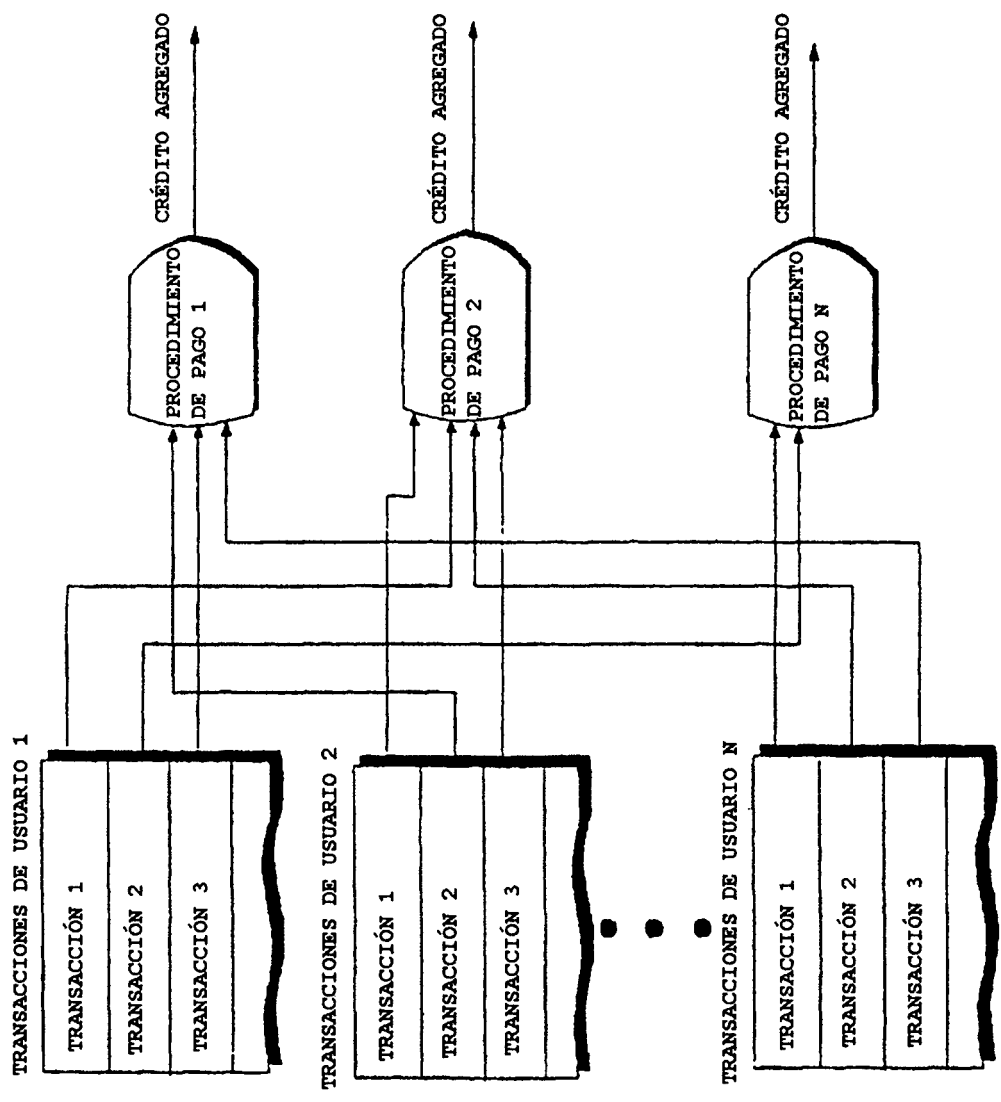 TRANSACCIONES DE USUARIO 1
TRANSACCIÓN 1
TRANSACCIÓN 2
TRANSACCIÓN 3
TRANSACCIONES DE USUARIO 2
TRANSACCIÓN 1
TRANSACCIÓN 2
TRANSACCIÓN 3
TRANSACCIONES DE USUARIO N
TRANSACCIÓN 1
TRANSACCIÓN 2
TRANSACCIÓN 3
PROCEDIMIENTO
DE PAGO 1
CRÉDITO AGREGADO
PROCEDIMIENTO
DE PAGO 2
CRÉDITO AGREGADO
PROCEDIMIENTO
DE PAGO N
CRÉDITO AGREGADO